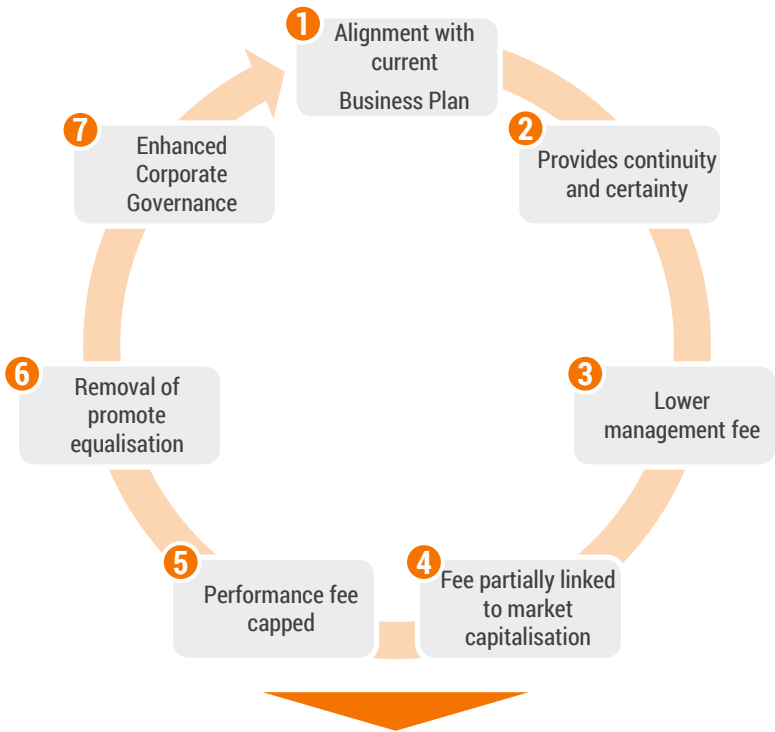 1
Alignment with
current
Business Plan
2
Provides continuity
and certainty
3
Lower
management fee
4
Fee partially linked
to market
capitalisation
5
Performance fee
capped
6
Removal of
promote
equalisation
7
Enhanced
Corporate
Governance